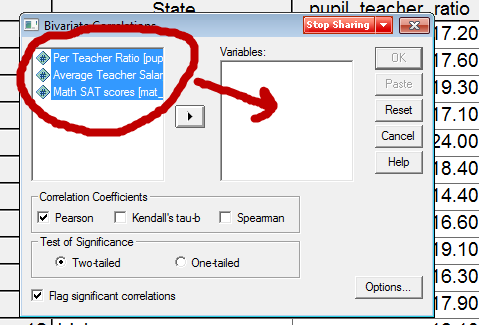 State
pupil_teacher_ratio
Bivariate Correlations
Stop Sharing
Per Teacher Ratio [pup
Average Teacher Salar
Math SAT scores [mat_
Variables:
OK
Paste
Reset
Cancel
Help
Correlation Coefficients
Pearson
Kendall's tau-b
Spearman
Test of Significance
Two-tailed
One-tailed
Flag significant correlations
Options...
17.20
17.60
19.30
17.10
24.00
18.40
14.40
16.60
19.10
16.30
17.90